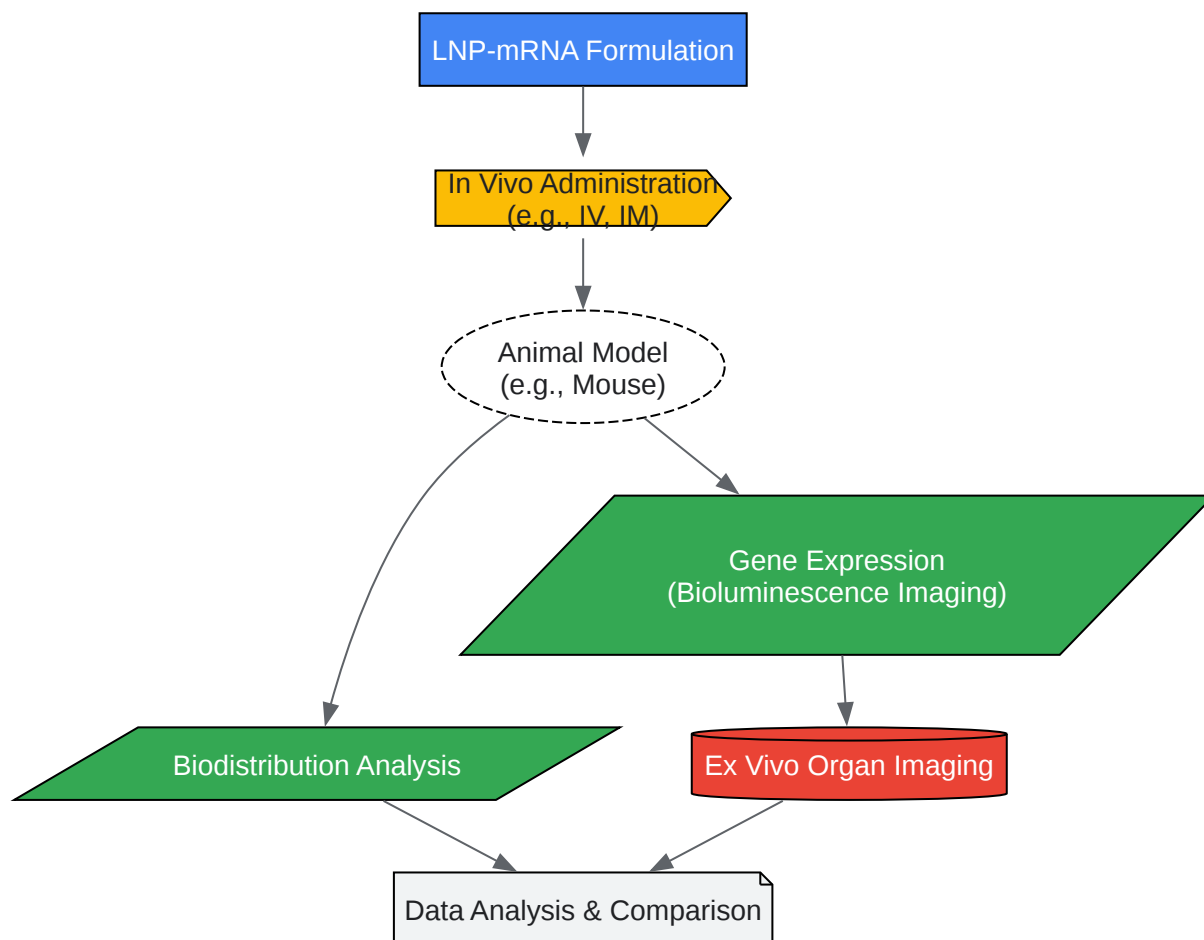 LNP-mRNA Formulation
In Vivo Administration
(e.g., IV, IM)
Animal Model
(e.g., Mouse)
Gene Expression
(Bioluminescence Imaging)
Biodistribution Analysis
Ex Vivo Organ Imaging
Data Analysis & Comparison